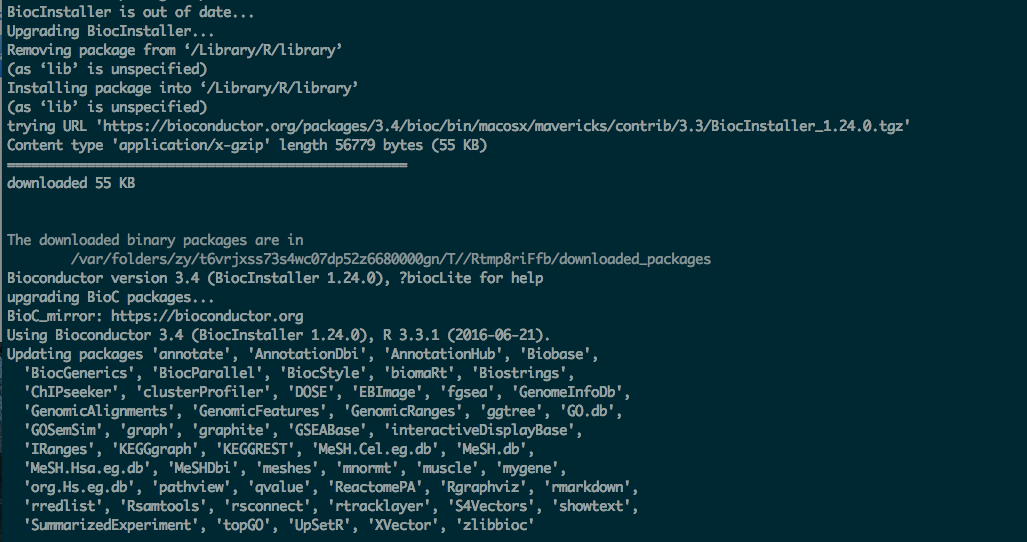 BiocInstaller is out of date...
Upgrading BiocInstaller...
Removing package from ‘/Library/R/library’
(as ‘lib’ is unspecified)
Installing package into ‘/Library/R/library’
(as ‘lib’ is unspecified)
trying URL 'https://bioconductor.org/packages/3.4/bioc/bin/macosx/mavericks/contrib/3.3/BiocInstaller_1.24.0.tgz'
Content type 'application/x-gzip' length 56779 bytes (55 KB)
==================================================
downloaded 55 KB
The downloaded binary packages are in
/var/folders/zy/t6vrjxss73s4wc07dp52z6680000gn/T//Rtmp8riFfb/downloaded_packages
Bioconductor version 3.4 (BiocInstaller 1.24.0), ?biocLite for help
upgrading BioC packages...
BioC_mirror: https://bioconductor.org
Using Bioconductor 3.4 (BiocInstaller 1.24.0), R 3.3.1 (2016-06-21).
Updating packages 'annotate', 'AnnotationDbi', 'AnnotationHub', 'Biobase',
'BiocGenerics', 'BiocParallel', 'BiocStyle', 'biomaRt', 'Biostrings',
'ChIPseeker', 'clusterProfiler', 'DOSE', 'EBImage', 'fgsea', 'GenomeInfoDb',
'GenomicAlignments', 'GenomicFeatures', 'GenomicRanges', 'ggtree', 'GO.db',
'GOSemSim', 'graph', 'graphite', 'GSEABase', 'interactiveDisplayBase',
'IRanges', 'KEGGgraph', 'KEGGREST', 'MeSH.Cel.eg.db', 'MeSH.db',
'MeSH.Hsa.eg.db', 'MeSHDbi', 'meshes', 'mnormt', 'muscle', 'mygene',
'org.Hs.eg.db', 'pathview', 'qvalue', 'ReactomePA', 'Rgraphviz', 'rmarkdown',
'rredlist', 'Rsamtools', 'rsconnect', 'rtracklayer', 'S4Vectors', 'showtext',
'SummarizedExperiment', 'topGO', 'UpSetR', 'XVector', 'zlibbioc'